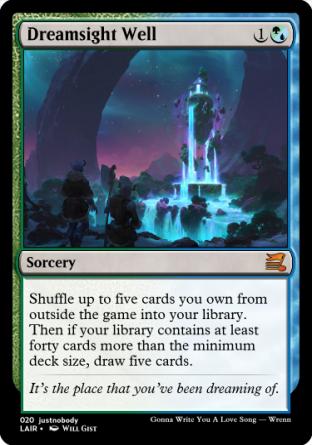 Dreamsight Well 1
Sorcery
Shuffle up to five cards you own from
outside the game into your library.
Then if your library contains at least
forty cards more than the minimum
deck size, draw five cards.
It's the place that you've been dreaming of.
020 justnobody
Gonna Write You A Love Song — Wrenn
LAIR • Will Gist